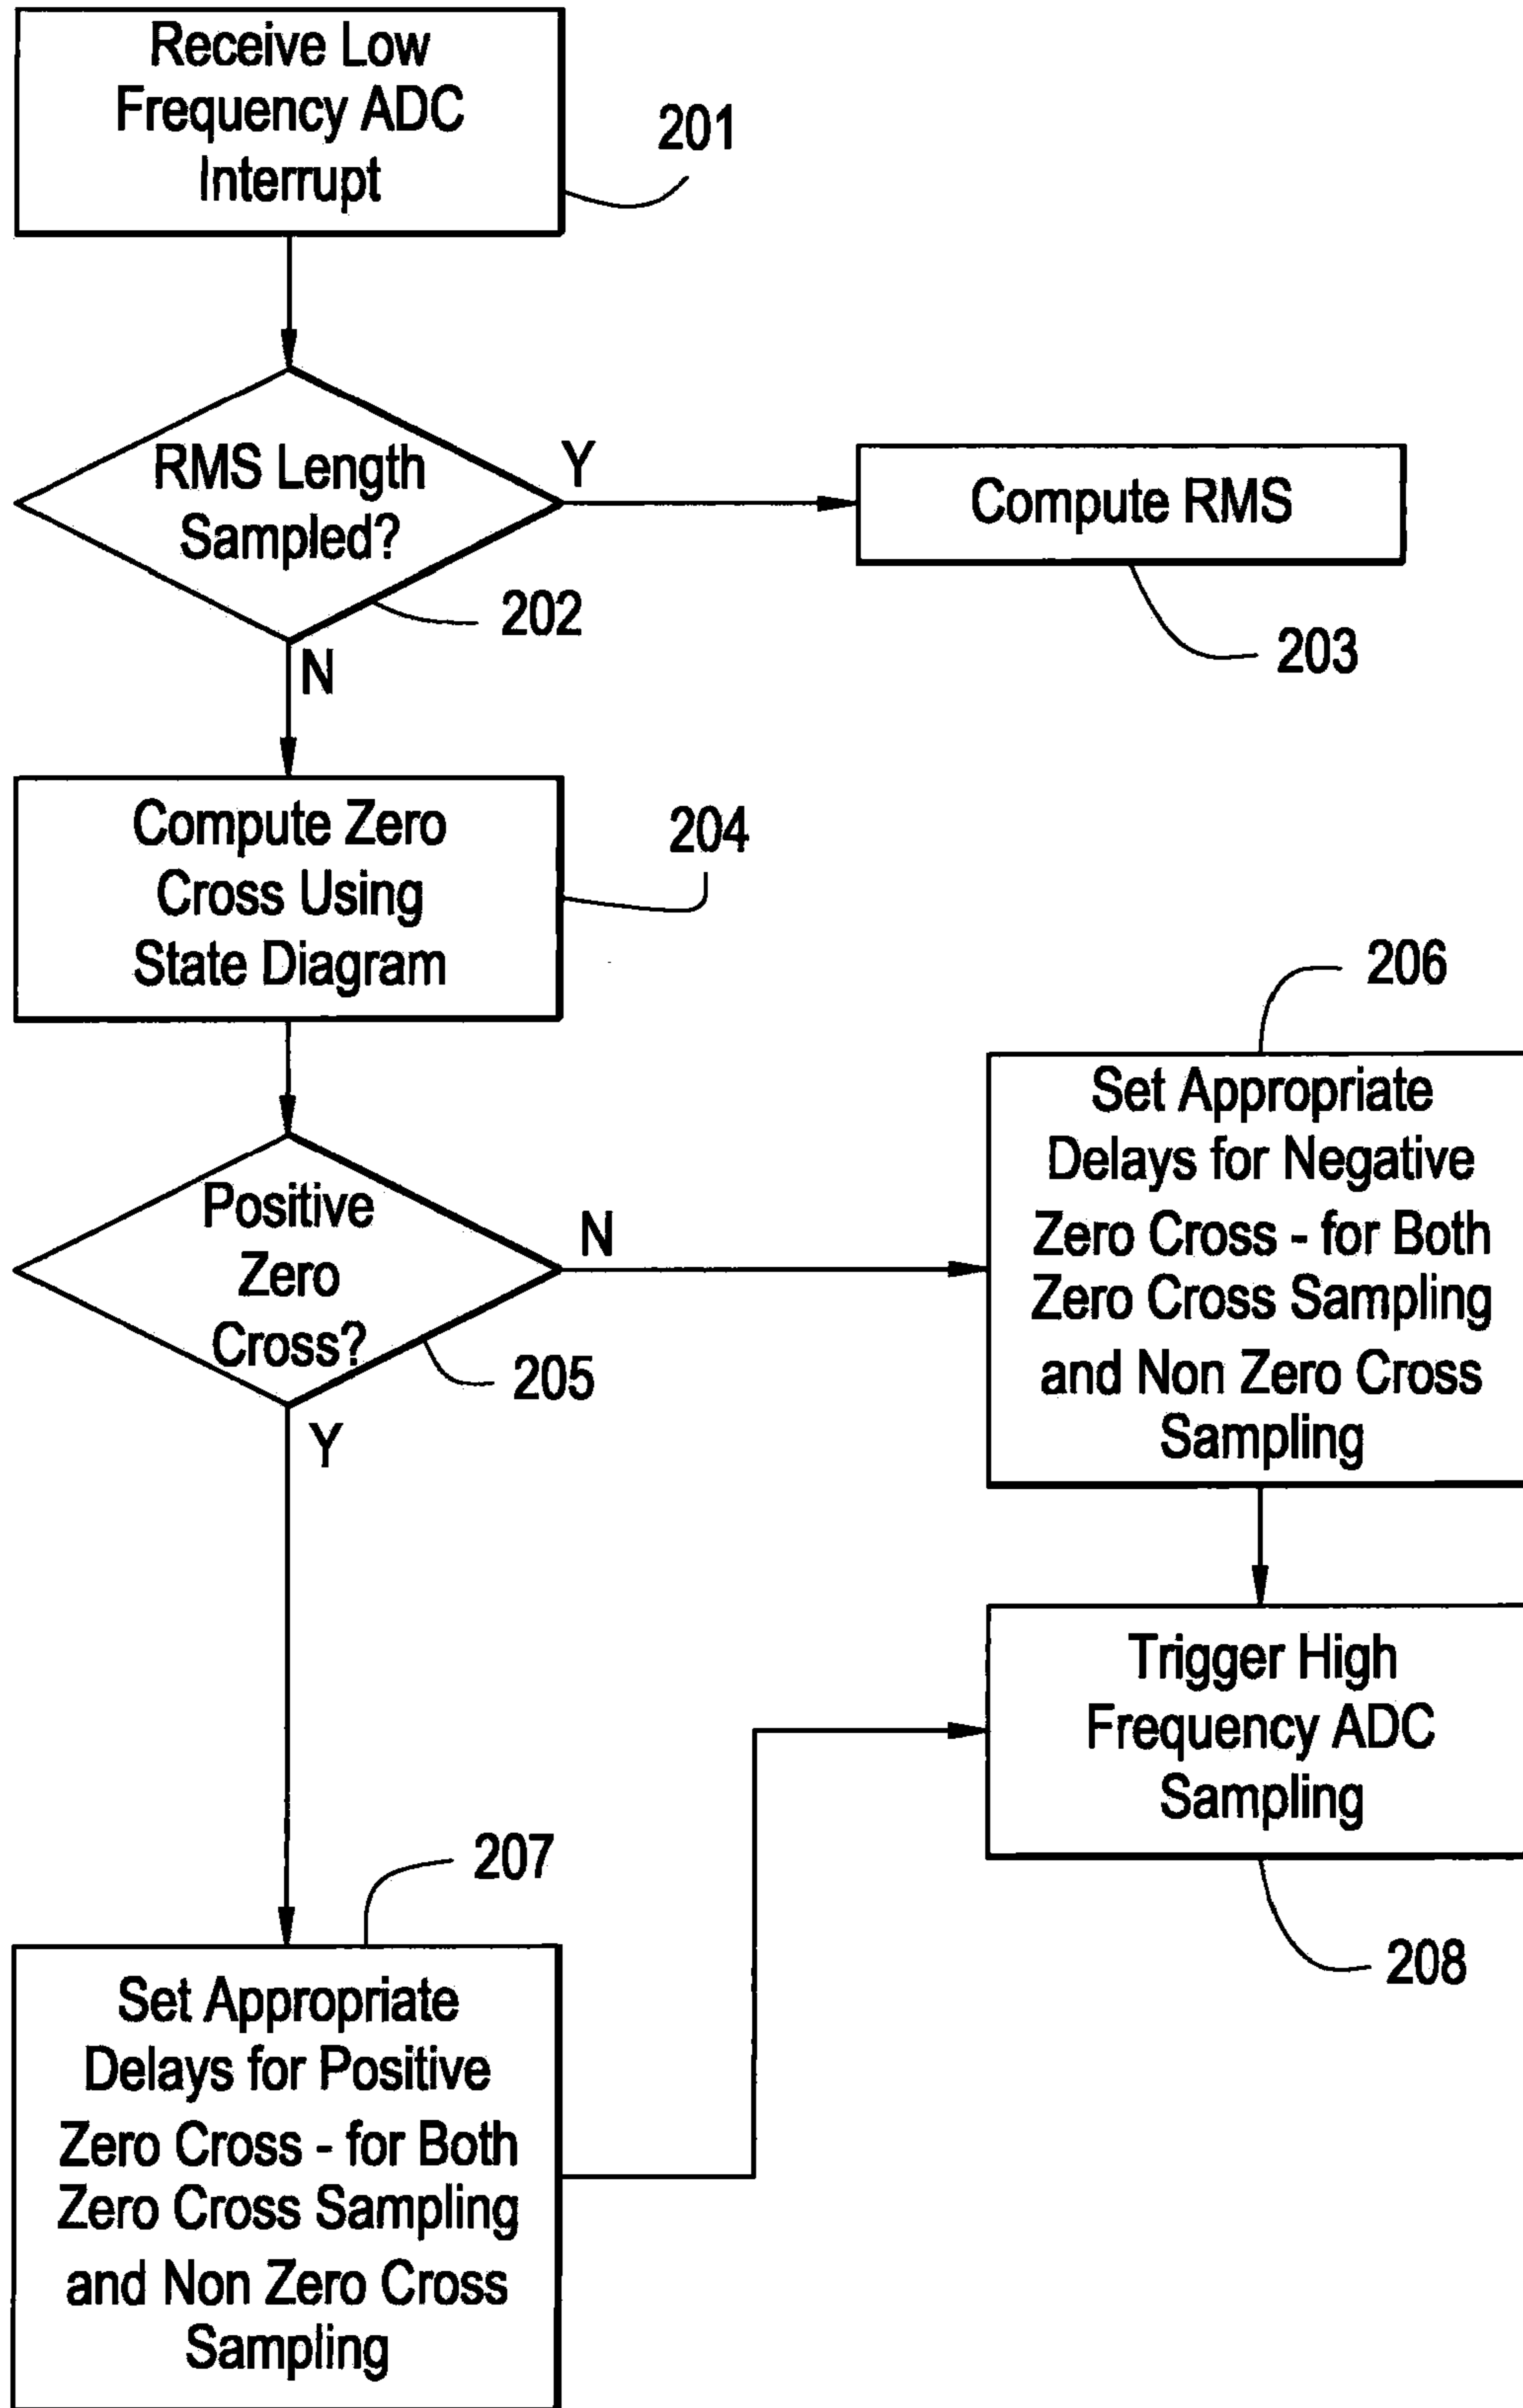 Receive Low
Frequency ADC
Interrupt
201
RMS Length
Sampled?
Y
202
N
Compute RMS
203
Compute Zero
Cross Using
State Diagram
204
Positive
Zero
Cross?
N
205
Y
206
Set Appropriate
Delays for Negative
Zero Cross - for Both
Zero Cross Sampling
and Non Zero Cross
Sampling
Trigger High
Frequency ADC
Sampling
208
207
Set Appropriate
Delays for Positive
Zero Cross - for Both
Zero Cross Sampling
and Non Zero Cross
Sampling